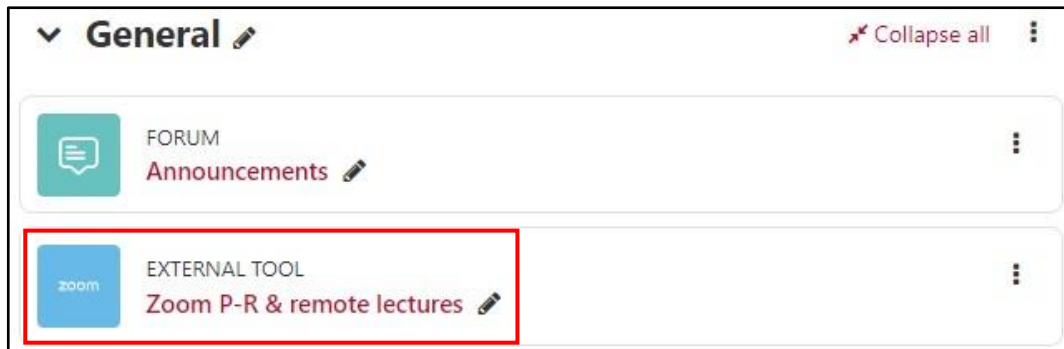 General
Collapse all
FORUM
Announcements
zoom
EXTERNAL TOOL
Zoom P-R & remote lectures